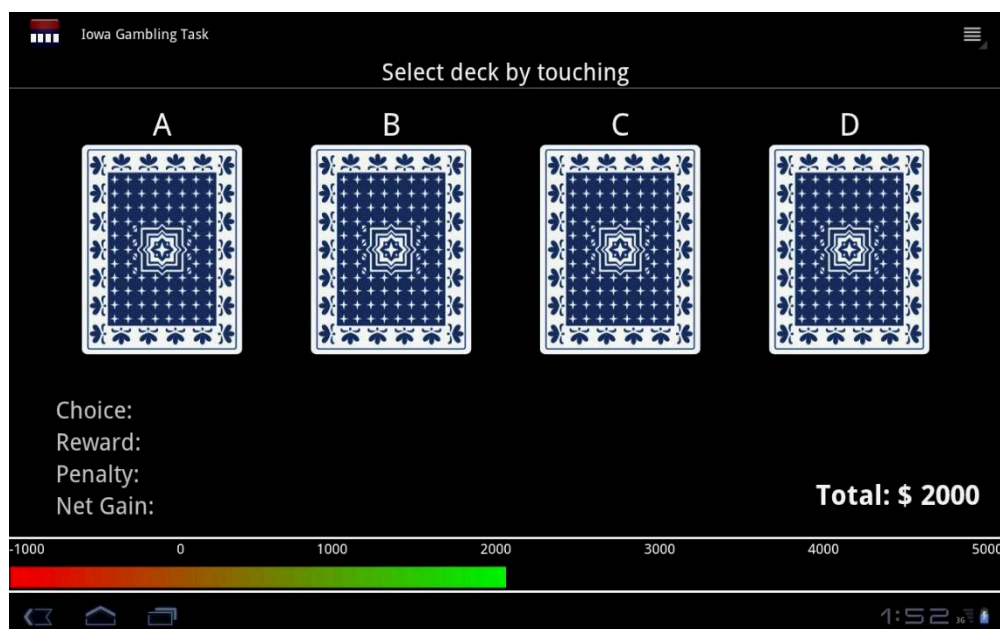 Iowa Gambling Task
Select deck by touching
A B C D
Choice:
Reward:
Penalty:
Net Gain:
Total: $ 2000
-1000 0 1000 2000 3000 4000 5000
1:52 3G